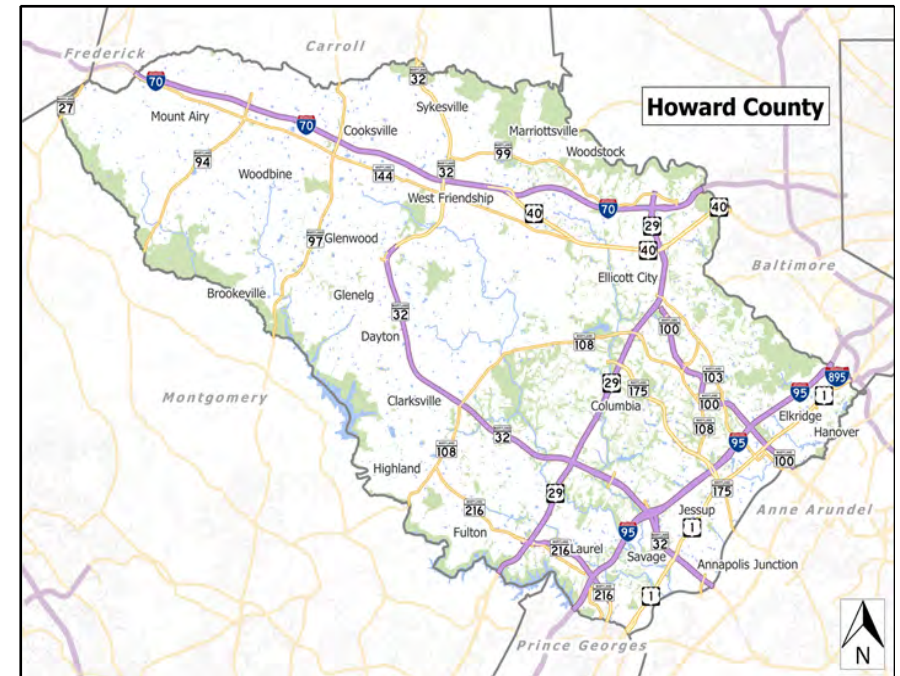 Carroll
Frederick
70
32
27
Howard County
Mount Airy
Sykesville
70
Cooksville
Marriottsville
99
Woodstock
94
32
144
Woodbine
West Friendship
40
70
40
29
97
Glenwood
40
Baltimore
Ellicott City
Brookeville
Glenelg
32
100
Dayton
108
103
895
29
175
95
1
Montgomery
Clarksville
Columbia
100
Elkridge
108
Hanover
32
95
108
100
Highland
175
29
216
Jessup
Anne Arundel
1
Fulton
95
216
Laurel
32
Savage
Annapolis Junction
216
1
Prince Georges
N